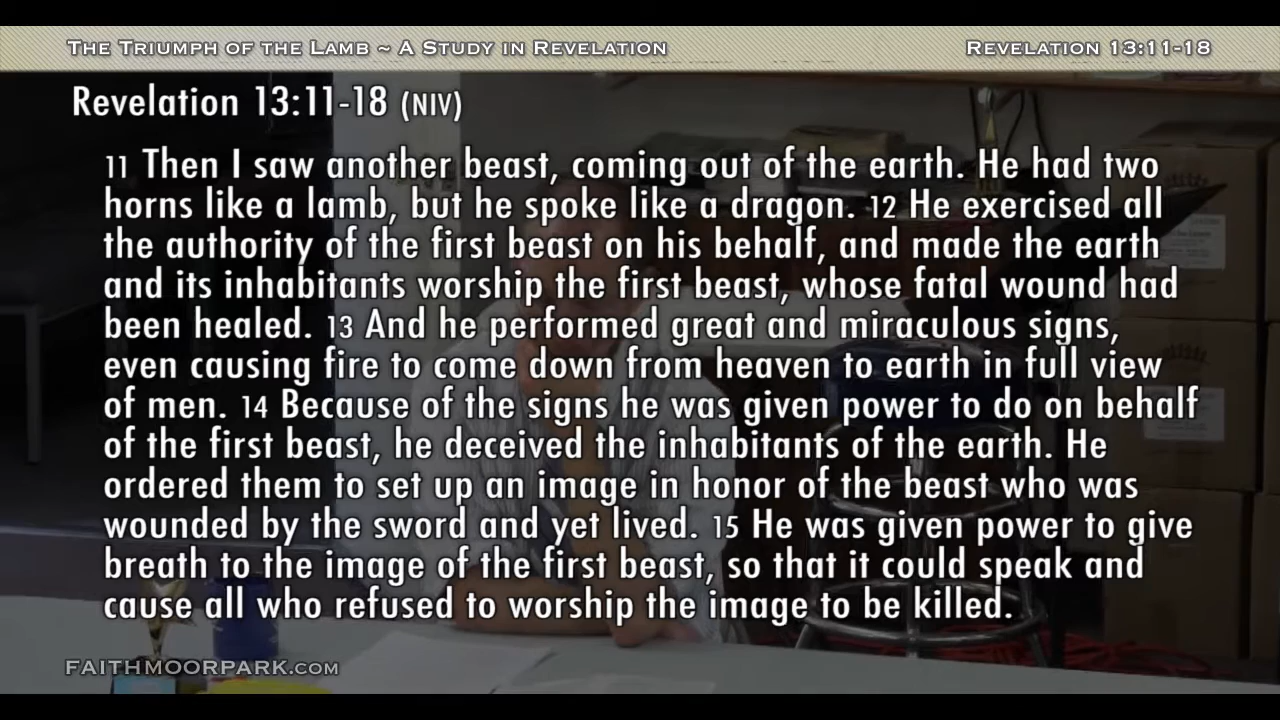 The Triumph of the Lamb ~ A Study in Revelation
Revelation 13:11-18
Revelation 13:11-18 (NIV)
11 Then I saw another beast, coming out of the earth. He had two
horns like a lamb, but he spoke like a dragon. 12 He exercised all
the authority of the first beast on his behalf, and made the earth
and its inhabitants worship the first beast, whose fatal wound had
been healed. 13 And he performed great and miraculous signs,
even causing fire to come down from heaven to earth in full view
of men. 14 Because of the signs he was given power to do on behalf
of the first beast, he deceived the inhabitants of the earth. He
ordered them to set up an image in honor of the beast who was
wounded by the sword and yet lived. 15 He was given power to give
breath to the image of the first beast, so that it could speak and
cause all who refused to worship the image to be killed.
faithmoorpark.com